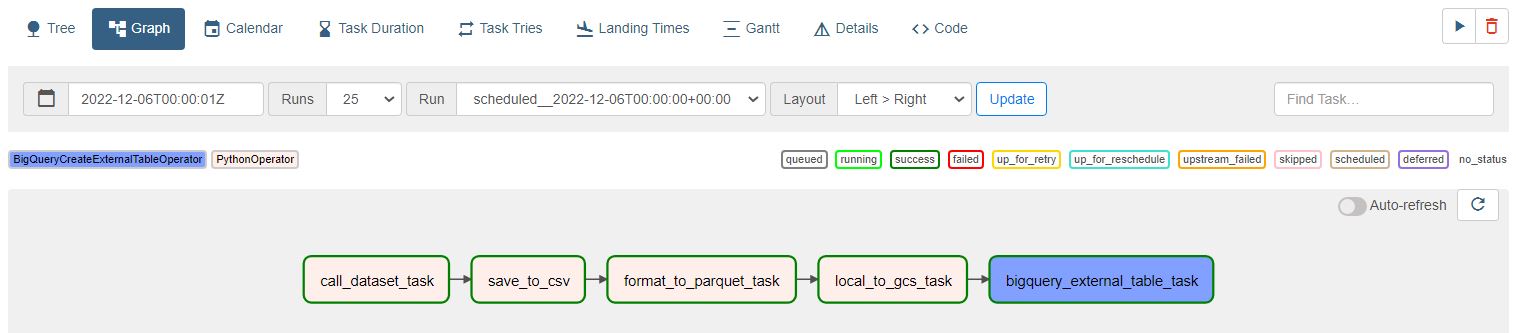 Tree Graph Calendar Task Duration Task Tries Landing Times Gantt Details Code
2022-12-06T00:00:01Z Runs 25 Run scheduled__2022-12-06T00:00:00+00:00 Layout Left > Right Update Find Task...
BigQueryCreateExternalTableOperator PythonOperator queued running success failed up_for_retry up_for_reschedule upstream_failed skipped scheduled deferred no_status
Auto-refresh
call_dataset_task save_to_csv format_to_parquet_task local_to_gcs_task bigquery_external_table_task